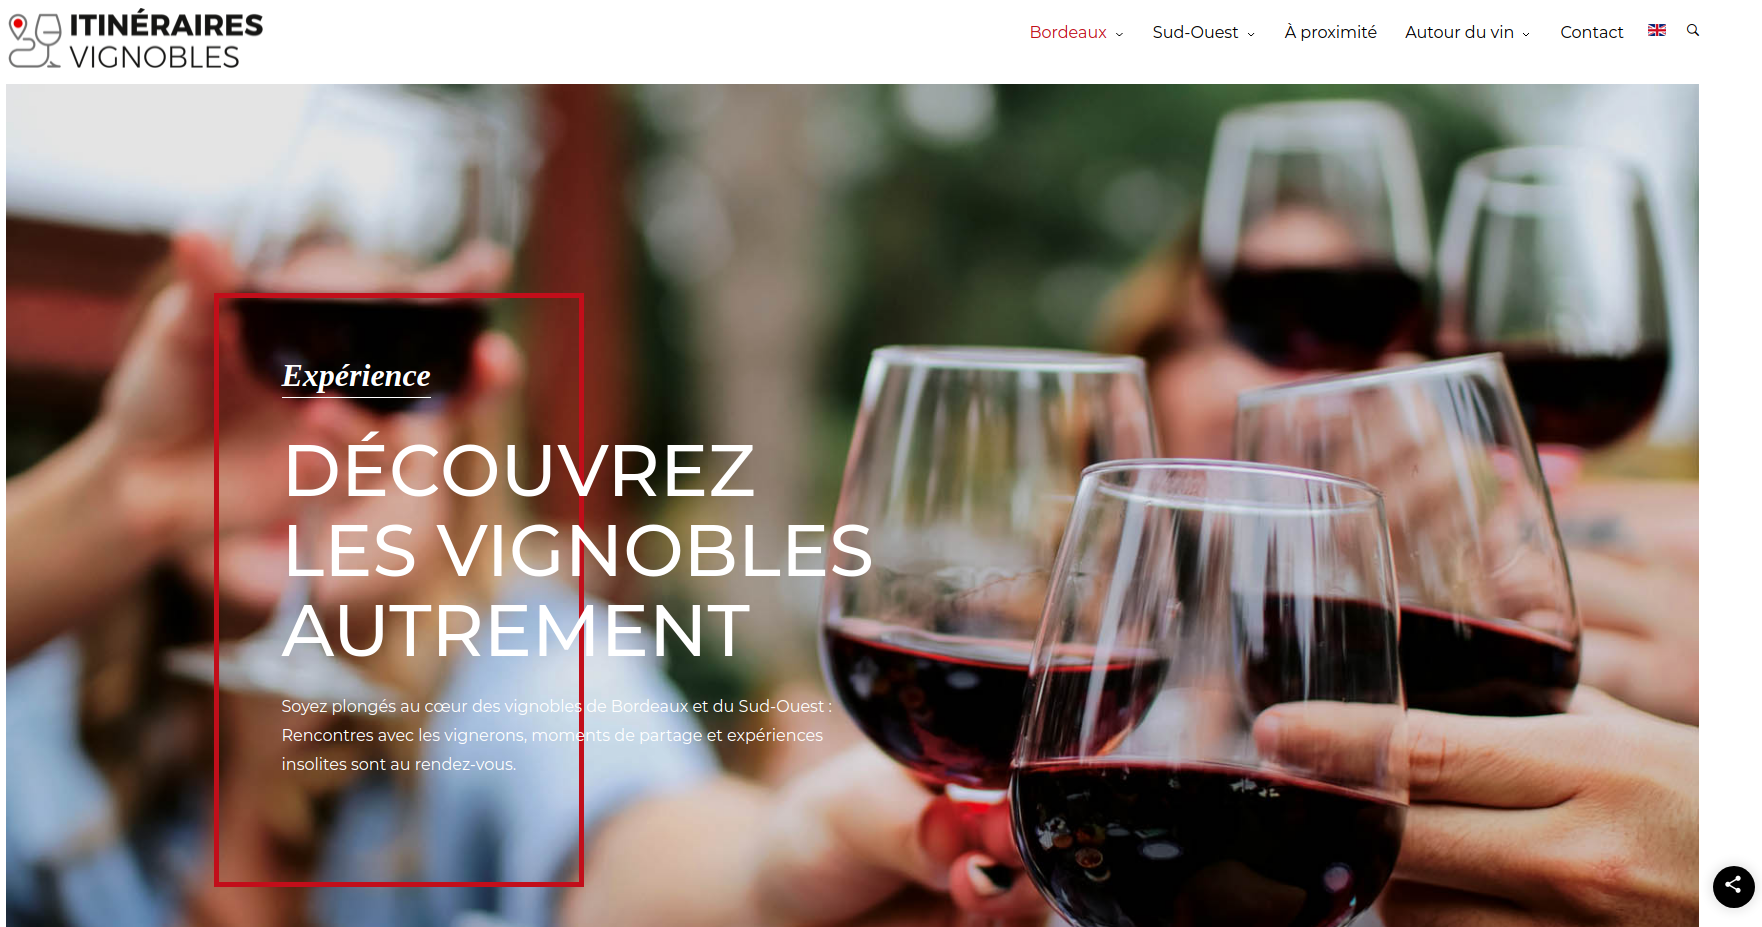 ITINÉRAIRES
VIGNOBLES
Bordeaux Sud-Ouest À proximité Autour du vin Contact
Expérience
DÉCOUVREZ
LES VIGNOBLES
AUTREMENT
Soyez plongés au cœur des vignobles de Bordeaux et du Sud-Ouest :
Rencontres avec les vignerons, moments de partage et expériences
insolites sont au rendez-vous.